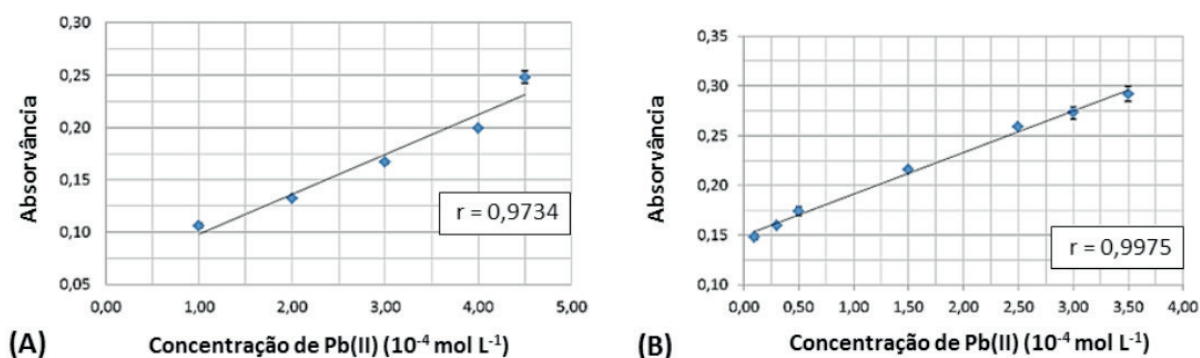 0,30
0,25
0,20
0,15
0,10
0,05
Absorvância
r = 0,9734
0,00 1,00 2,00 3,00 4,00 5,00
(A) Concentração de Pb(II) (10⁻⁴ mol L⁻¹)
0,35
0,30
0,25
0,20
0,15
0,10
Absorvância
r = 0,9975
0,00 0,50 1,00 1,50 2,00 2,50 3,00 3,50 4,00
(B) Concentração de Pb(II) (10⁻⁴ mol L⁻¹)